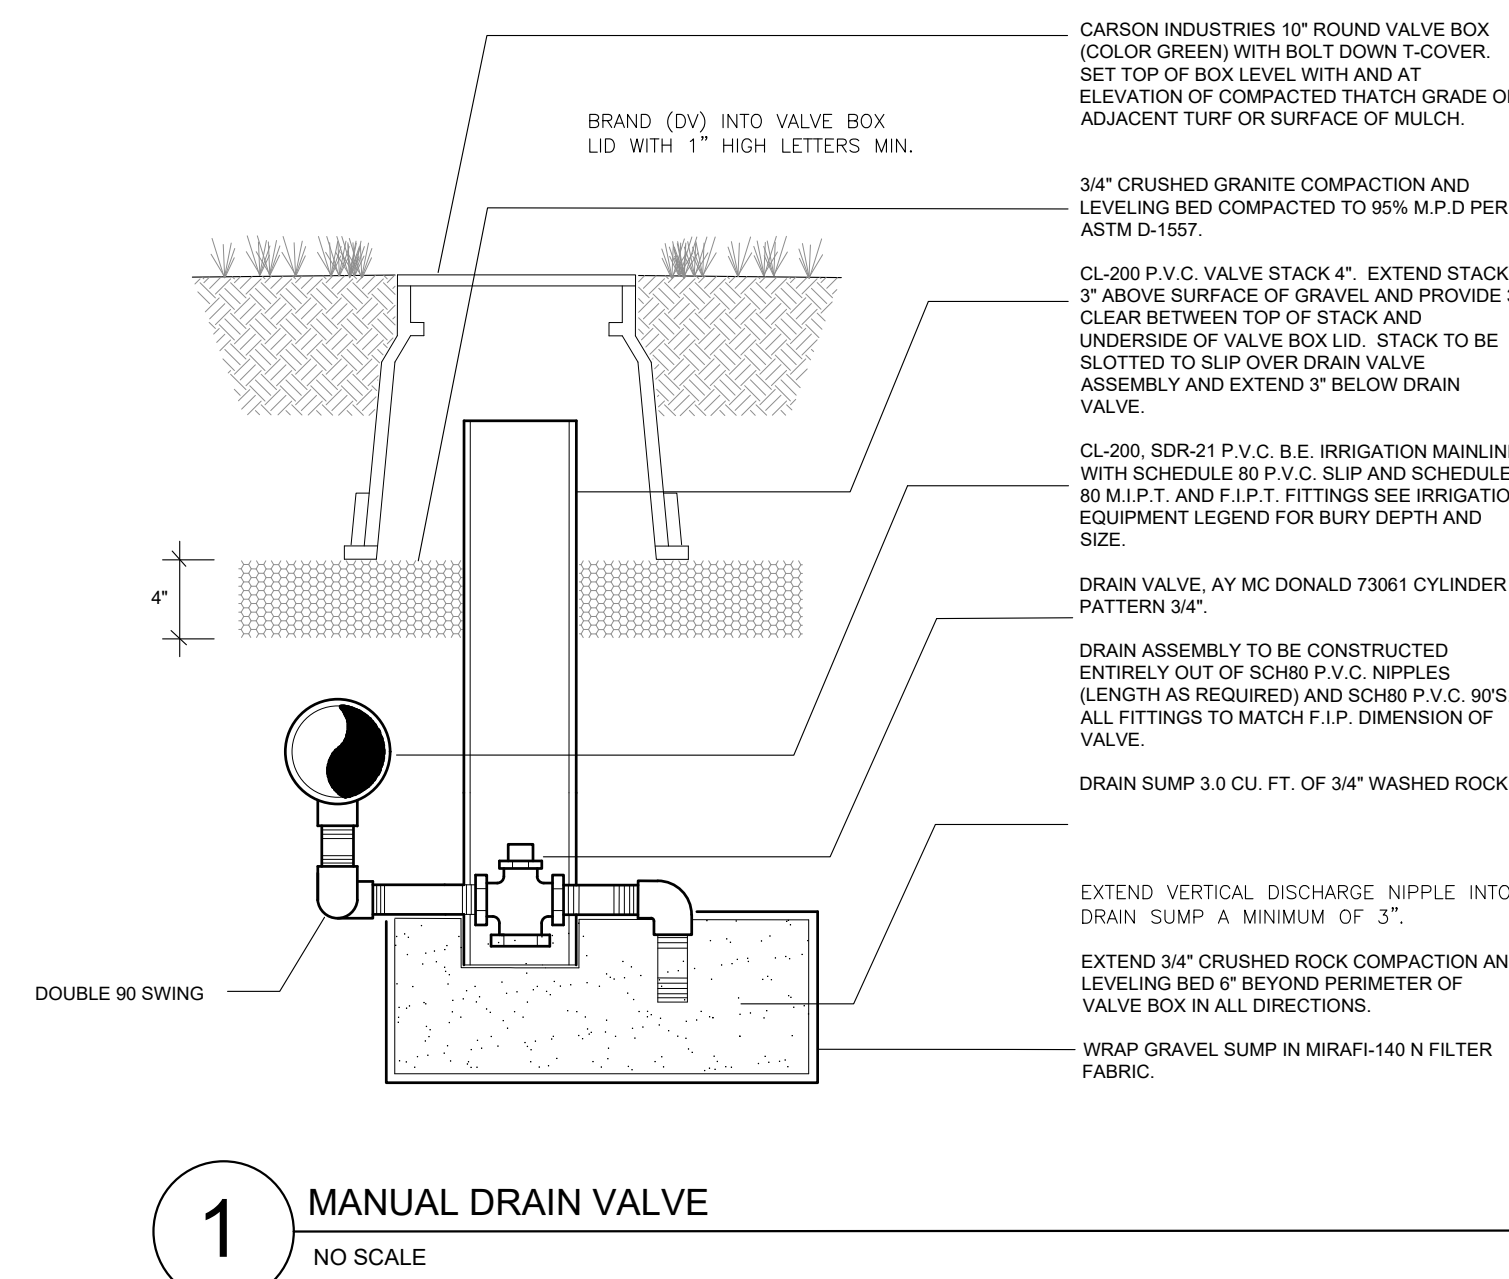 CARSON INDUSTRIES 10" ROUND VALVE BOX
(COLOR GREEN) WITH BOLT DOWN T-COVER.
SET TOP OF BOX LEVEL WITH AND AT
ELEVATION OF COMPACTED THATCH GRADE
ADJACENT TURF OR SURFACE OF MULCH.
BRAND (DV) INTO VALVE BOX
LID WITH 1” HIGH LETTERS MIN.
3/4" CRUSHED GRANITE COMPACTION AND
LEVELING BED COMPACTED TO 95% M.P.D PER
ASTM D-1557.
CL-200 P.V.C. VALVE STACK 4". EXTEND STACK
3" ABOVE SURFACE OF GRAVEL AND PROVIDE
CLEAR BETWEEN TOP OF STACK AND
UNDERSIDE OF VALVE BOX LID. STACK TO BE
SLOTTED TO SLIP OVER DRAIN VALVE
ASSEMBLY AND EXTEND 3" BELOW DRAIN
VALVE.
CL-200, SDR-21 P.V.C. B.E. IRRIGATION
WITH SCHEDULE 80 P.V.C. SLIP AND SCHEDULE
80 M.I.P.T. AND F.I.P.T. FITTINGS SEE
EQUIPMENT LEGEND FOR BURY DEPTH AND
SIZE.
4"
DRAIN VALVE, AY MC DONALD 73061 CYLINDER
PATTERN 3/4".
DRAIN ASSEMBLY TO BE CONSTRUCTED
ENTIRELY OUT OF SCH80 P.V.C. NIPPLES
(LENGTH AS REQUIRED) AND SCH80 P.V.C. 90'S
ALL FITTINGS TO MATCH F.I.P. DIMENSION OF
VALVE.
DRAIN SUMP 3.0 CU. FT. OF 3/4" WASHED ROCK
EXTEND VERTICAL DISCHARGE NIPPLE INTO
DRAIN SUMP A MINIMUM OF 3”.
EXTEND 3/4" CRUSHED ROCK COMPACTION
LEVELING BED 6" BEYOND PERIMETER OF
VALVE BOX IN ALL DIRECTIONS.
DOUBLE 90 SWING
WRAP GRAVEL SUMP IN MIRAFI-140 N FILTER
FABRIC.
1
MANUAL DRAIN VALVE
NO SCALE